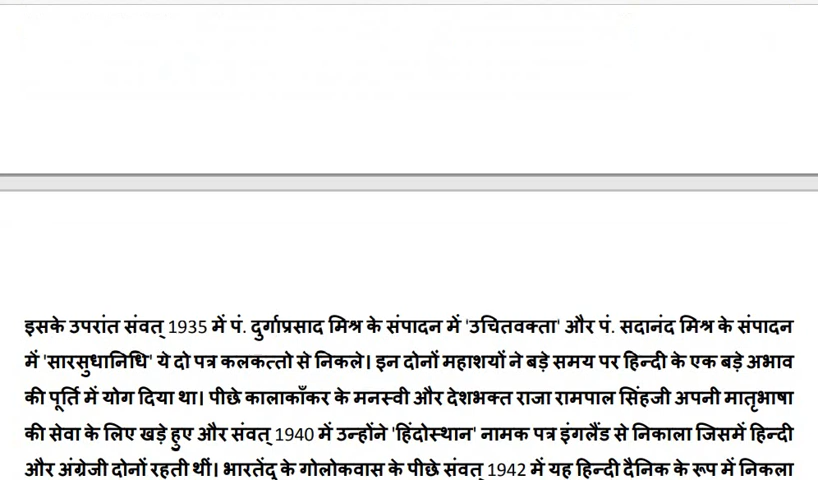 इसके उपरांत संवत् 1935 में पं. दुर्गाप्रसाद मिश्र के संपादन में 'उचितवक्ता' और पं. सदानंद मिश्र के संपादन
में 'सारसुधानिधि' ये दो पत्र कलकत्तो से निकले। इन दोनों महाशयों ने बड़े समय पर हिन्दी के एक बड़े अभाव
की पूर्ति में योग दिया था। पीछे कालाकाँकर के मनस्वी और देशभक्त राजा रामपाल सिंहजी अपनी मातृभाषा
की सेवा के लिए खड़े हुए और संवत् 1940 में उन्होंने 'हिंदोस्थान' नामक पत्र इंगलैंड से निकाला जिसमें हिन्दी
और अंग्रेजी दोनों रहती थीं। भारतेंदु के गोलोकवास के पीछे संवत् 1942 में यह हिन्दी दैनिक के रूप में निकला